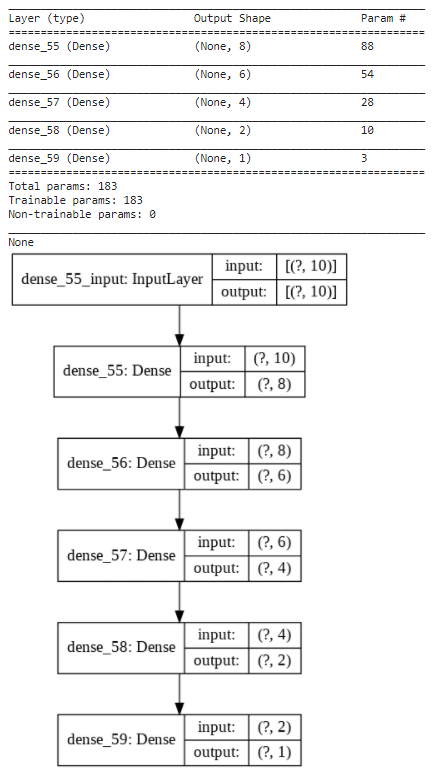 Layer (type) Output Shape Param #
dense_55 (Dense) (None, 8) 88
dense_56 (Dense) (None, 6) 54
dense_57 (Dense) (None, 4) 28
dense_58 (Dense) (None, 2) 10
dense_59 (Dense) (None, 1) 3
Total params: 183
Trainable params: 183
Non-trainable params: 0
None
dense_55_input: InputLayer
input: [(?, 10)]
output: [(?, 10)]
dense_55: Dense
input: (?, 10)
output: (?, 8)
dense_56: Dense
input: (?, 8)
output: (?, 6)
dense_57: Dense
input: (?, 6)
output: (?, 4)
dense_58: Dense
input: (?, 4)
output: (?, 2)
dense_59: Dense
input: (?, 2)
output: (?, 1)